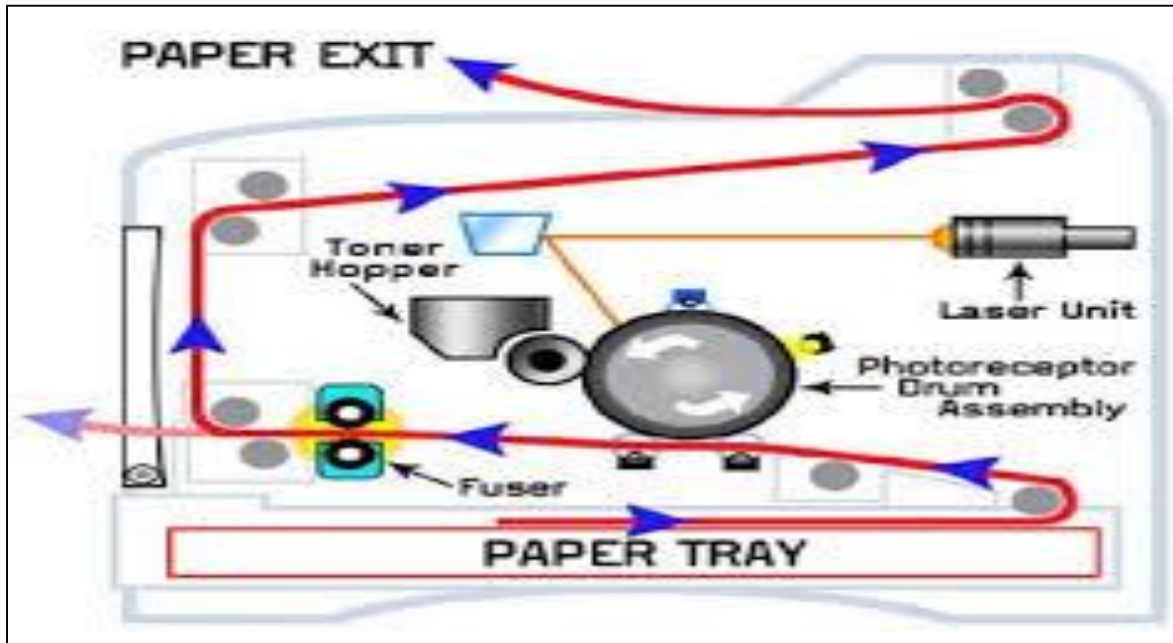 PAPER EXIT
Toner
Hopper
Laser Unit
Photoreceptor
Drum
Assembly
Fuser
PAPER TRAY